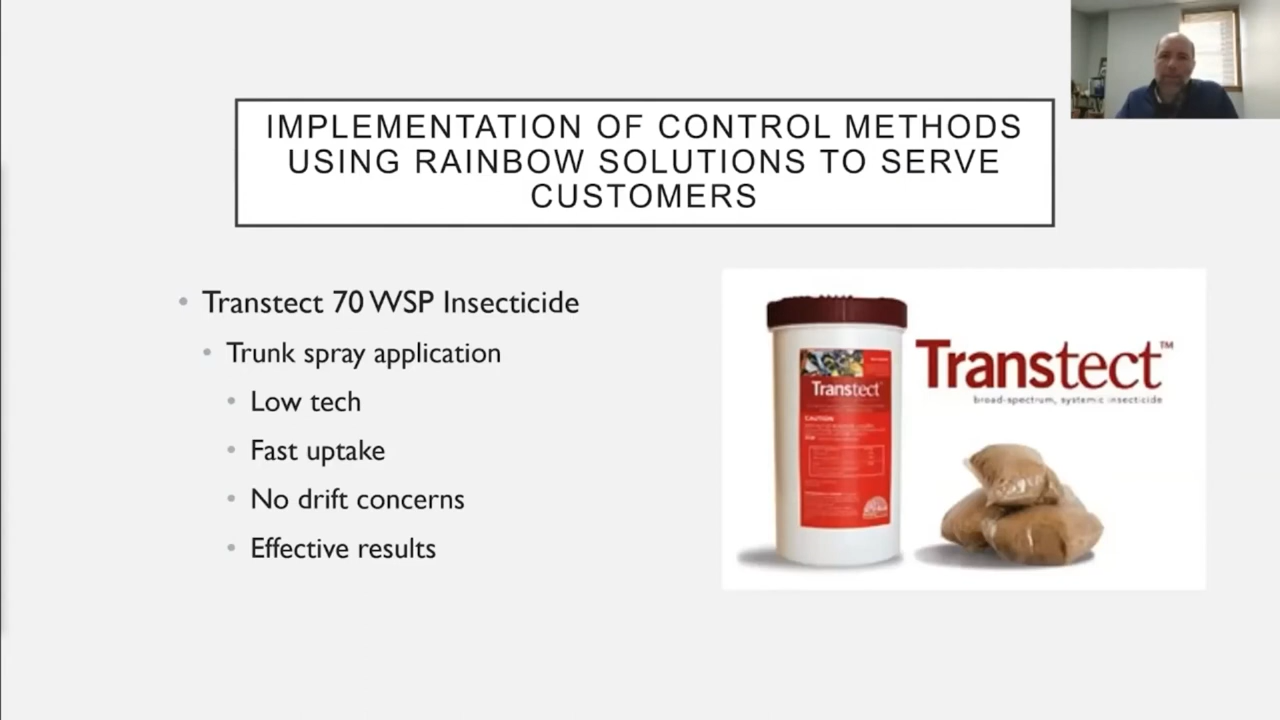 IMPLEMENTATION OF CONTROL METHODS
USING RAINBOW SOLUTIONS TO SERVE
CUSTOMERS
• Transtect 70 WSP Insecticide
• Trunk spray application
• Low tech
• Fast uptake
• No drift concerns
• Effective results
Transtect
CAUTION
Transtect™
broad-spectrum, systemic insecticide